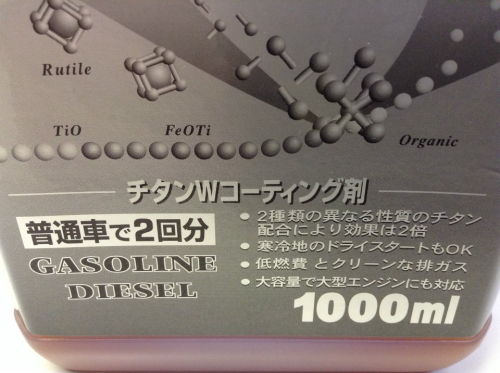 Rutile
TiO
FeOTi
Organic
チタンWコーティング剤
普通車で2回分
GASOLINE
DIESEL
● 2種類の異なる性質のチタン
配合により効果は2倍
● 寒冷地のドライスタートもOK
● 低燃費 とクリーンな排ガス
● 大容量で大型エンジンにも対応
1000ml